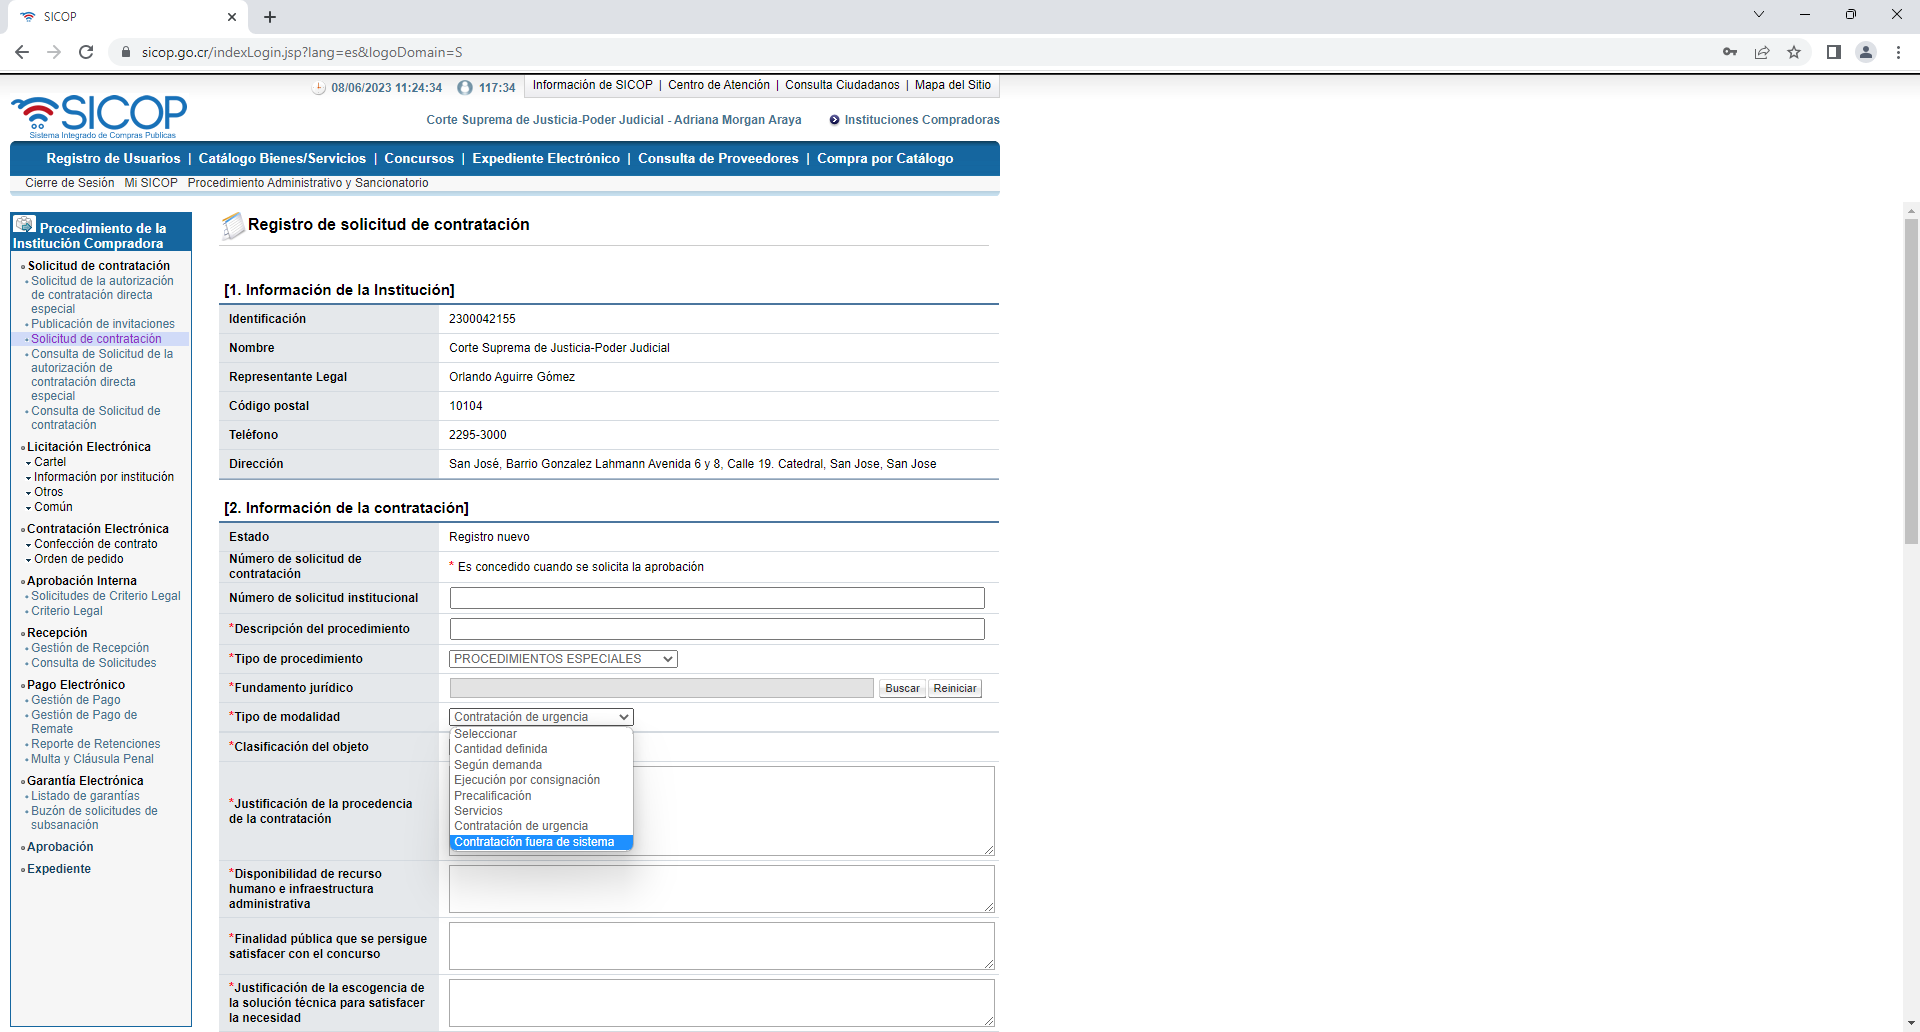 SICOP
sicop.go.cr/indexLogin.jsp?lang=es&logoDomain=S
08/06/2023 11:24:34 117:34 Información de SICOP | Centro de Atención | Consulta Ciudadanos | Mapa del Sitio
SICOP
Sistema Integrado de Compras Públicas
Corte Suprema de Justicia-Poder Judicial - Adriana Morgan Araya Instituciones Compradoras
Registro de Usuarios | Catálogo Bienes/Servicios | Concursos | Expediente Electrónico | Consulta de Proveedores | Compra por Catálogo
Cierre de Sesión Mi SICOP Procedimiento Administrativo y Sancionatorio
Procedimiento de la
Institución Compradora
Solicitud de contratación
Solicitud de la autorización
de contratación directa
especial
Publicación de invitaciones
Solicitud de contratación
Consulta de Solicitud de la
autorización de
contratación directa
especial
Consulta de Solicitud de
contratación
Licitación Electrónica
Cartel
Información por institución
Otros
Común
Contratación Electrónica
Confección de contrato
Orden de pedido
Aprobación Interna
Solicitudes de Criterio Legal
Criterio Legal
Recepción
Gestión de Recepción
Consulta de Solicitudes
Pago Electrónico
Gestión de Pago
Gestión de Pago de
Remate
Reporte de Retenciones
Multa y Cláusula Penal
Garantía Electrónica
Listado de garantías
Buzón de solicitudes de
subsanación
Aprobación
Expediente
Registro de solicitud de contratación
[1. Información de la Institución]
Identificación 2300042155
Nombre Corte Suprema de Justicia-Poder Judicial
Representante Legal Orlando Aguirre Gómez
Código postal 10104
Teléfono 2295-3000
Dirección San José, Barrio Gonzalez Lahmann Avenida 6 y 8, Calle 19. Catedral, San Jose, San Jose
[2. Información de la contratación]
Estado Registro nuevo
Número de solicitud de
contratación * Es concedido cuando se solicita la aprobación
Número de solicitud institucional
*Descripción del procedimiento
*Tipo de procedimiento PROCEDIMIENTOS ESPECIALES
*Fundamento jurídico Buscar Reiniciar
*Tipo de modalidad Contratación de urgencia
Seleccionar
Cantidad definida
Según demanda
Ejecución por consignación
Precalificación
Servicios
Contratación de urgencia
Contratación fuera de sistema
*Clasificación del objeto
*Justificación de la procedencia
de la contratación
*Disponibilidad de recurso
humano e infraestructura
administrativa
*Finalidad pública que se persigue
satisfacer con el concurso
*Justificación de la escogencia de
la solución técnica para satisfacer
la necesidad